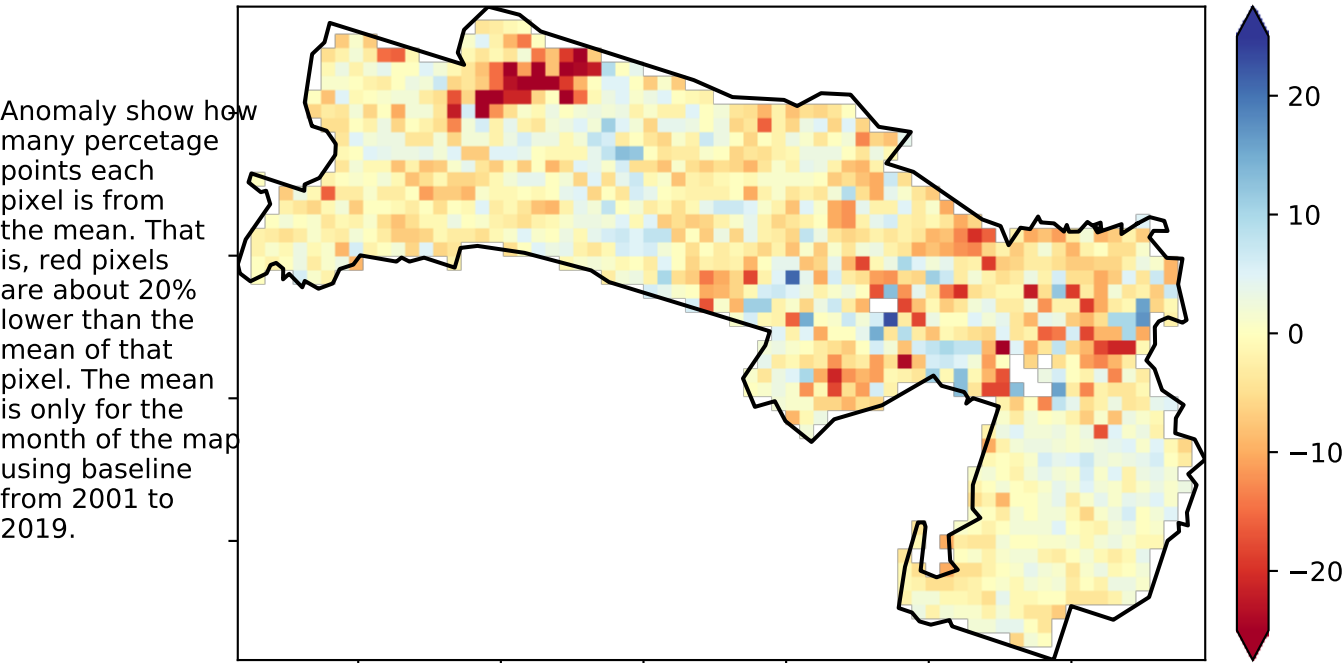 Anomaly show how
many percetage
points each
pixel is from
the mean. That
is, red pixels
are about 20%
lower than the
mean of that
pixel. The mean
is only for the
month of the map
using baseline
from 2001 to
2019.
20
10
0
−10
−20